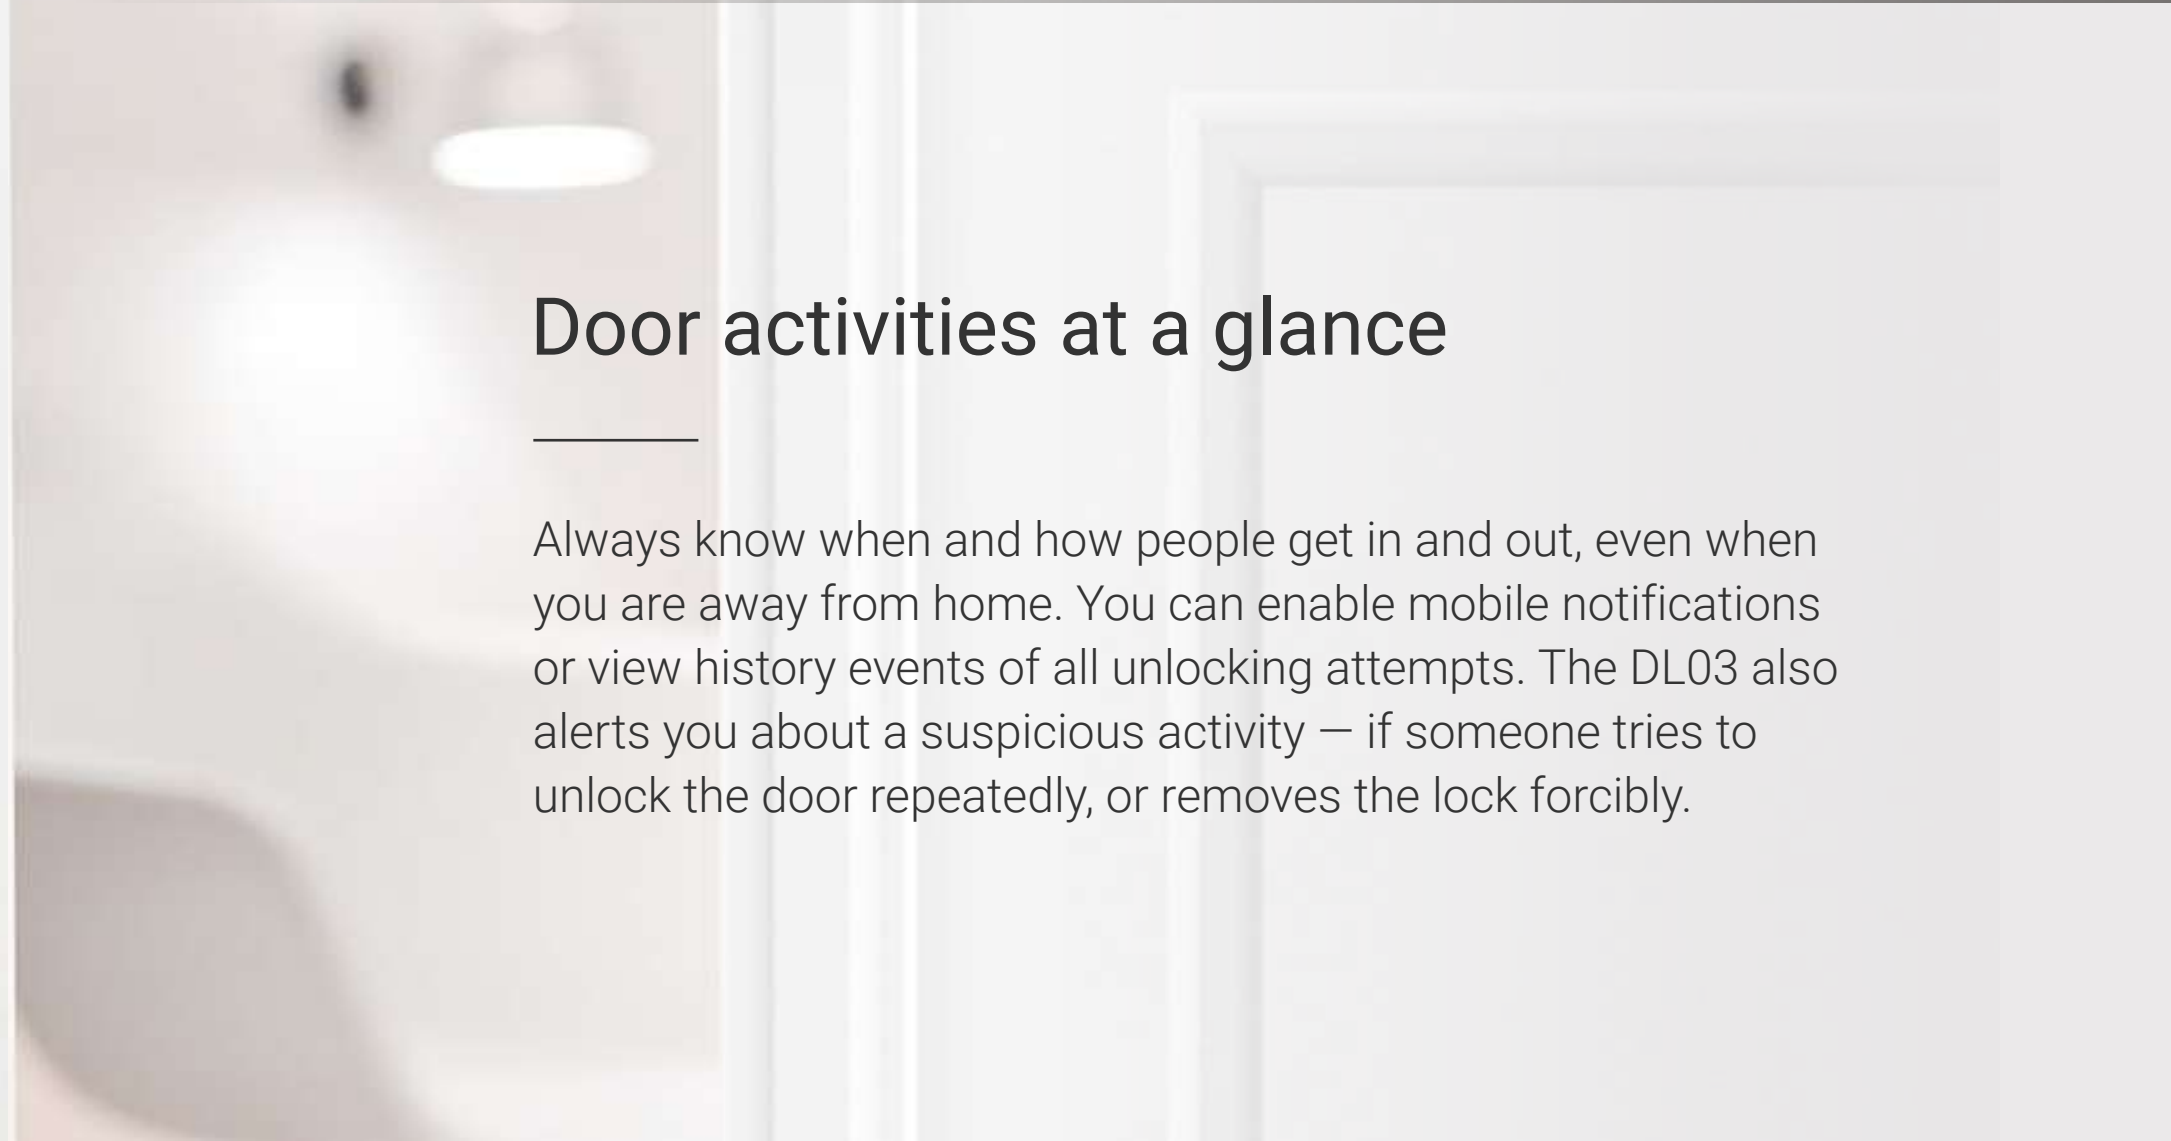 Door activities at a glance
Always know when and how people get in and out, even when
you are away from home. You can enable mobile notifications
or view history events of all unlocking attempts. The DL03 also
alerts you about a suspicious activity — if someone tries to
unlock the door repeatedly, or removes the lock forcibly.